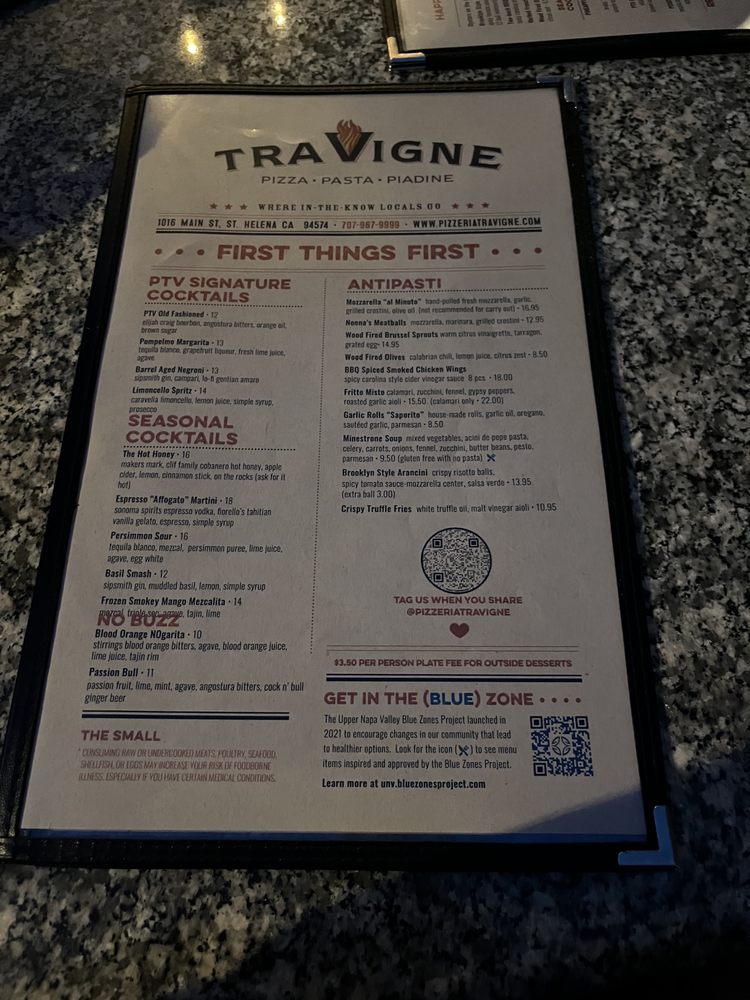 TRA VIGNE
PIZZA · PASTA · PIADINE
★ ★ ★ WHERE IN-THE-KNOW LOCALS GO ★ ★ ★
1016 MAIN ST, ST. HELENA CA 94574 · 707-967-9999 · WWW.PIZZERIATRAVIGNE.COM
• • • FIRST THINGS FIRST • • •
PTV SIGNATURE
COCKTAILS
PTV Old Fashioned • 12
elijah craig bourbon, angostura bitters, orange oil,
brown sugar
Pompelmo Margarita • 13
tequila blanco, grapefruit liqueur, fresh lime juice,
agave
Barrel Aged Negroni • 13
sipsmith gin, campari, lo-fi gentian amaro
Limoncello Spritz • 14
caravella limoncello, lemon juice, simple syrup,
prosecco
SEASONAL
COCKTAILS
The Hot Honey • 16
makers mark, clif family cobanero hot honey, apple
cider, lemon, cinnamon stick, on the rocks (ask for it
hot)
Espresso "Affogato" Martini • 18
sonoma spirits espresso vodka, fiorello's tahitian
vanilla gelato, espresso, simple syrup
Persimmon Sour • 16
tequila blanco, mezcal, persimmon puree, lime juice,
agave, egg white
Basil Smash • 12
sipsmith gin, muddled basil, lemon, simple syrup
Frozen Smokey Mango Mezcalita • 14
mezcal, triple sec, agave, tajin, lime
NO BUZZ
Blood Orange NOgarita • 10
stirrings blood orange bitters, agave, blood orange juice,
lime juice, tajin rim
Passion Bull • 11
passion fruit, lime, mint, agave, angostura bitters, cock n' bull
ginger beer
THE SMALL
* CONSUMING RAW OR UNDERCOOKED MEATS, POULTRY, SEAFOOD,
SHELLFISH, OR EGGS MAY INCREASE YOUR RISK OF FOODBORNE
ILLNESS, ESPECIALLY IF YOU HAVE CERTAIN MEDICAL CONDITIONS.
ANTIPASTI
Mozzarella "al Minuto" hand-pulled fresh mozzarella, garlic,
grilled crostini, olive oil (not recommended for carry out) • 16.95
Nonna's Meatballs mozzarella, marinara, grilled crostini • 12.95
Wood Fired Brussel Sprouts warm citrus vinaigrette, tarragon,
grated egg• 14.95
Wood Fired Olives calabrian chili, lemon juice, citrus zest • 8.50
BBQ Spiced Smoked Chicken Wings
spicy carolina style cider vinegar sauce 8 pcs • 18.00
Fritto Misto calamari, zucchini, fennel, gypsy peppers,
roasted garlic aioli • 15.50 (calamari only • 22.00)
Garlic Rolls "Saporito" house-made rolls, garlic oil, oregano,
sautéed garlic, parmesan • 8.50
Minestrone Soup mixed vegetables, acini de pepe pasta,
celery, carrots, onions, fennel, zucchini, butter beans, pesto,
parmesan • 9.50 (gluten free with no pasta)
Brooklyn Style Arancini crispy risotto balls,
spicy tomato sauce-mozzarella center, salsa verde • 13.95
(extra ball 3.00)
Crispy Truffle Fries white truffle oil, malt vinegar aioli • 10.95
TAG US WHEN YOU SHARE
@PIZZERIATRAVIGNE
$3.50 PER PERSON PLATE FEE FOR OUTSIDE DESSERTS
GET IN THE (BLUE) ZONE • • • •
The Upper Napa Valley Blue Zones Project launched in
2021 to encourage changes in our community that lead
to healthier options. Look for the icon ( ) to see menu
items inspired and approved by the Blue Zones Project.
Learn more at unv.bluezonesproject.com